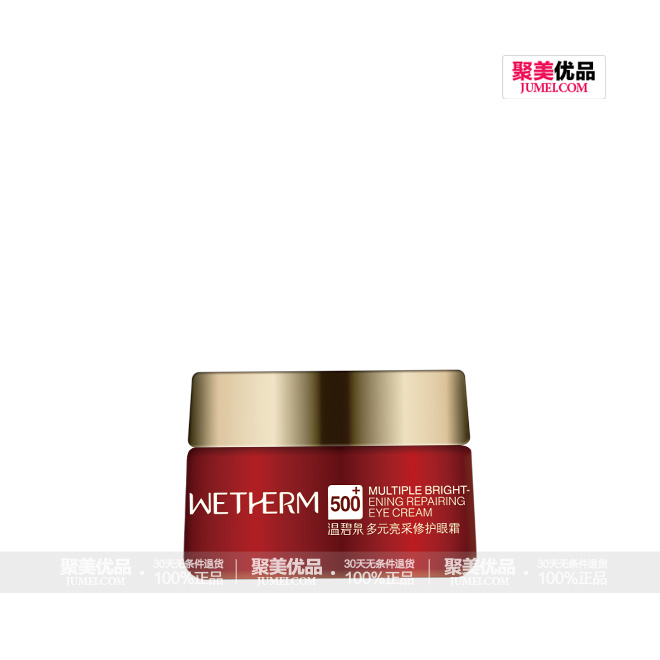 聚美优品
JUMEI.COM
WETHERM
500+
MULTIPLE BRIGHT-
ENING REPAIRING
EYE CREAM
温碧泉 多元亮采修护眼霜
聚美优品
JUMEI.COM
30天无条件退货
100%正品
聚美优品
JUMEI.COM
30天无条件退货
100%正品
聚美优品
JUMEI.COM
30天无条件退货
100%正品